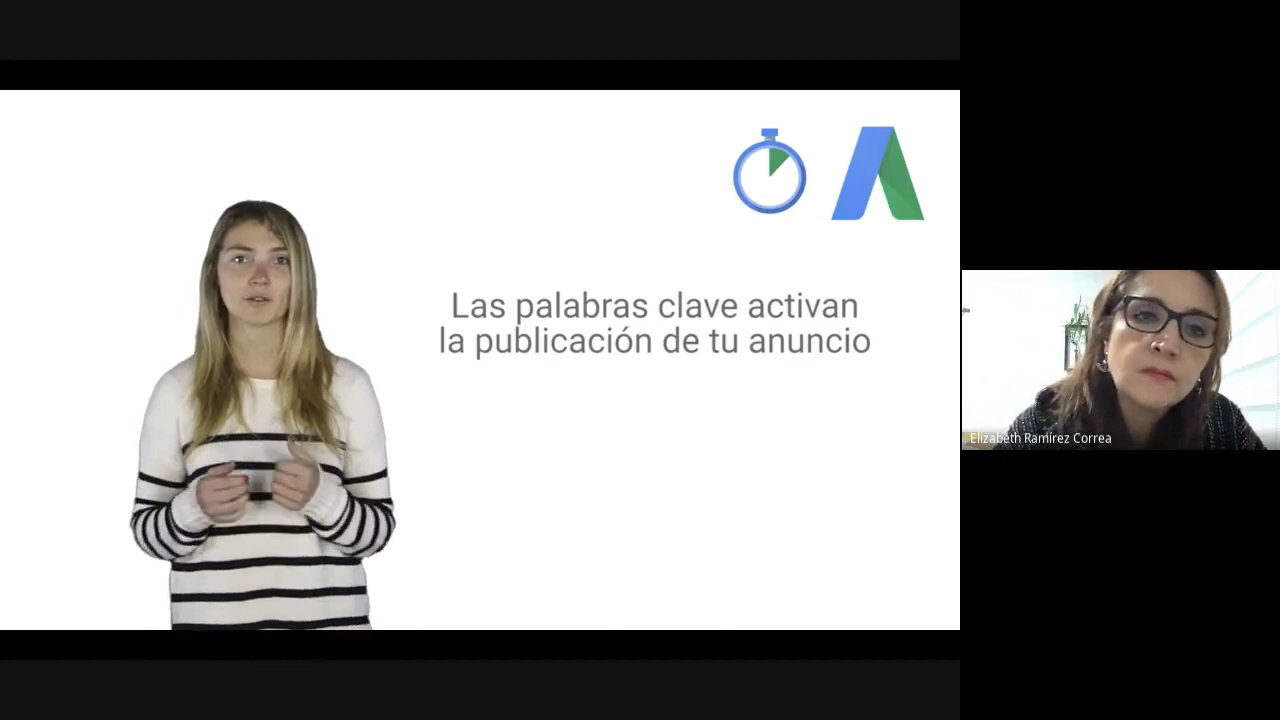 Las palabras clave activan
la publicación de tu anuncio
Elizabeth Ramírez Correa